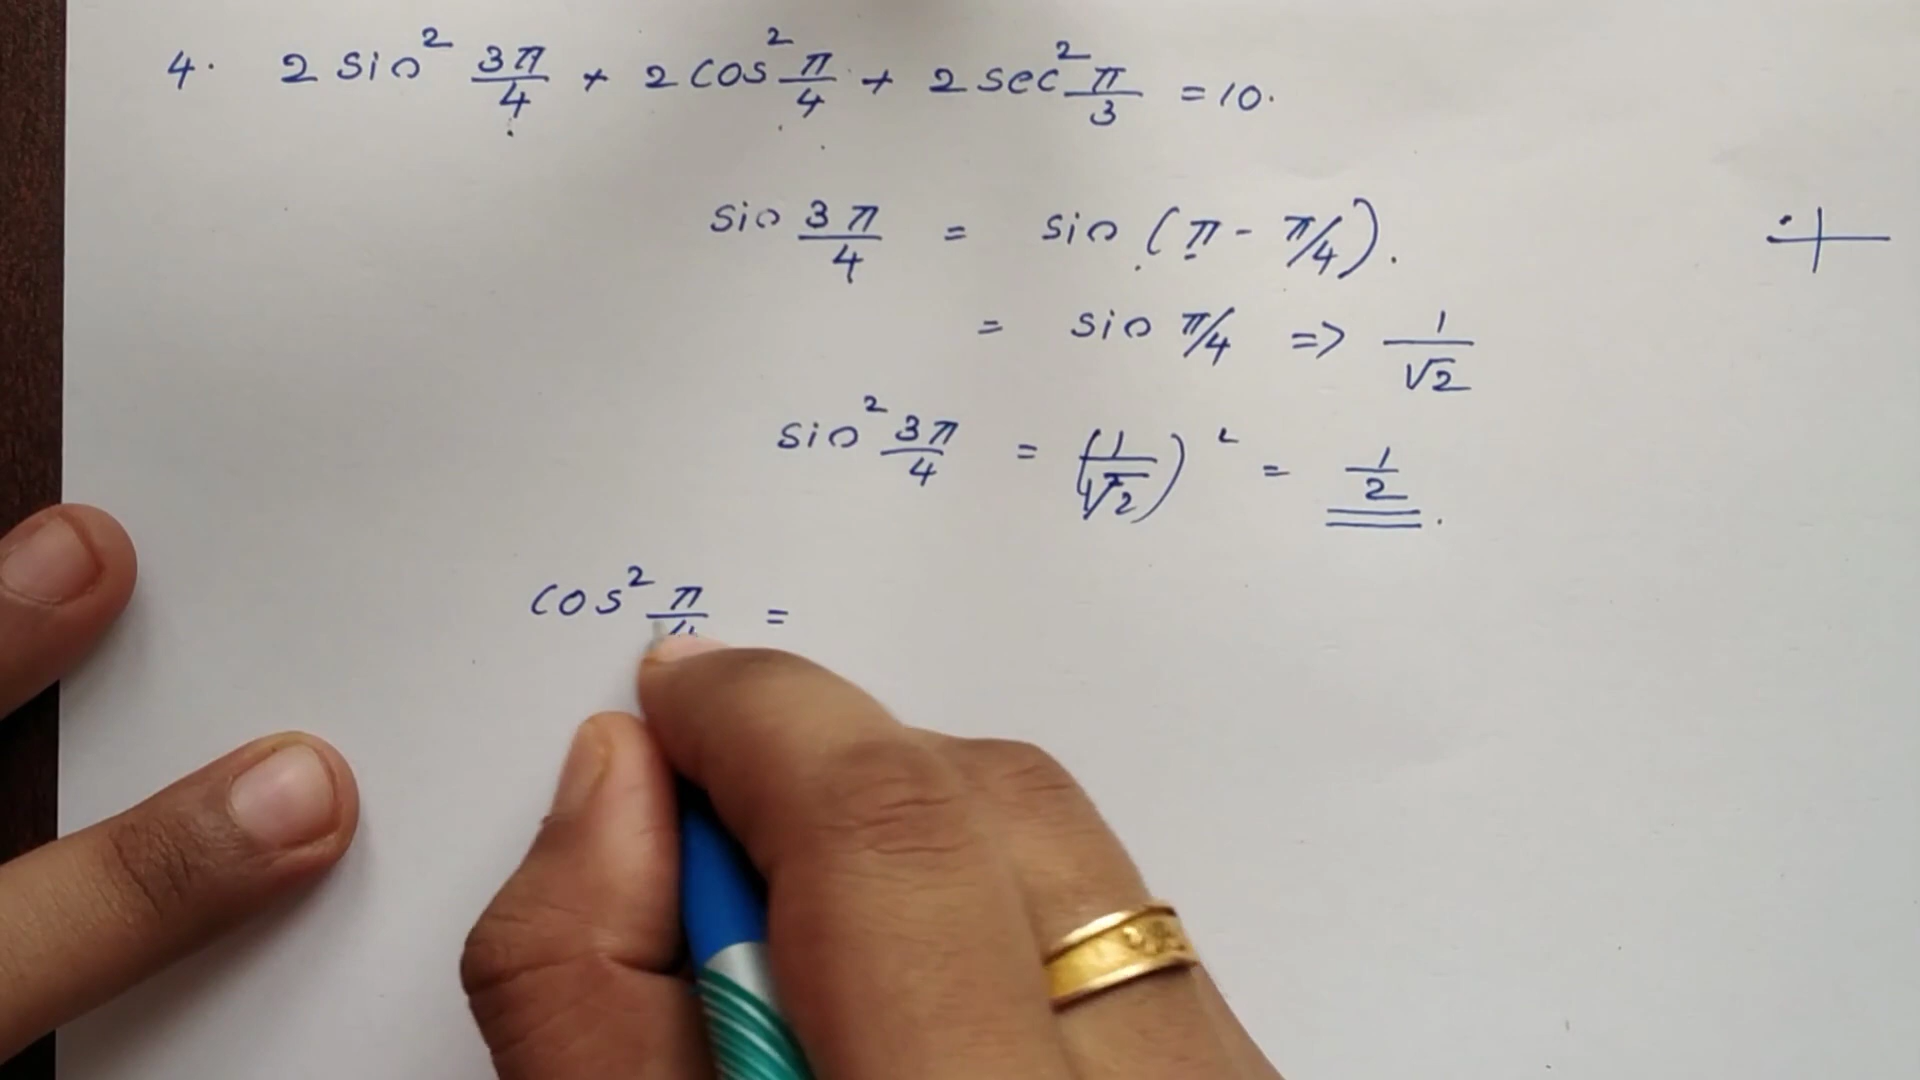 4. 2 sin² 3π/4 + 2 cos² π/4 + 2 sec² π/3 = 10.
sin 3π/4 = sin (π - π/4).
= sin π/4 => 1/√2
sin² 3π/4 = (1/√2)² = 1/2.
cos² π/4 =